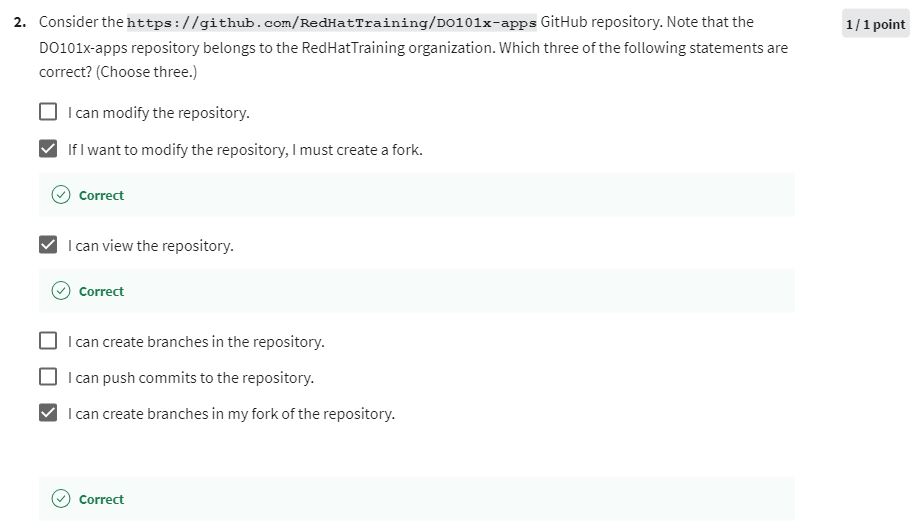 2. Consider the https://github.com/RedHatTraining/DO101x-apps GitHub repository. Note that the
1 / 1 point
DO101x-apps repository belongs to the RedHatTraining organization. Which three of the following statements are
correct? (Choose three.)
I can modify the repository.
If I want to modify the repository, I must create a fork.
Correct
I can view the repository.
Correct
I can create branches in the repository.
I can push commits to the repository.
I can create branches in my fork of the repository.
Correct